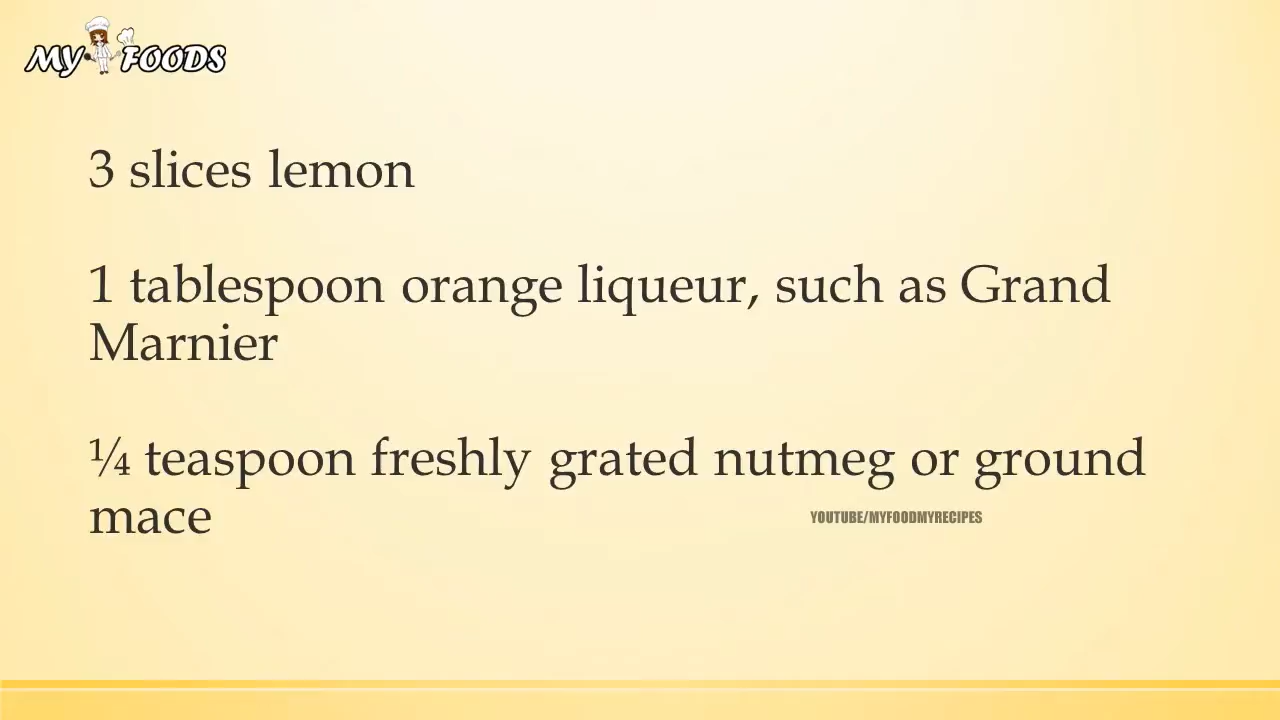 MY FOODS
3 slices lemon
1 tablespoon orange liqueur, such as Grand
Marnier
¼ teaspoon freshly grated nutmeg or ground
mace
YOUTUBE/MYFOODMYRECIPES